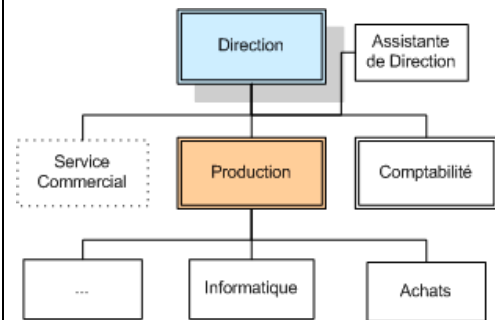 Direction
Assistante
de Direction
Service
Commercial
Production
Comptabilité
...
Informatique
Achats